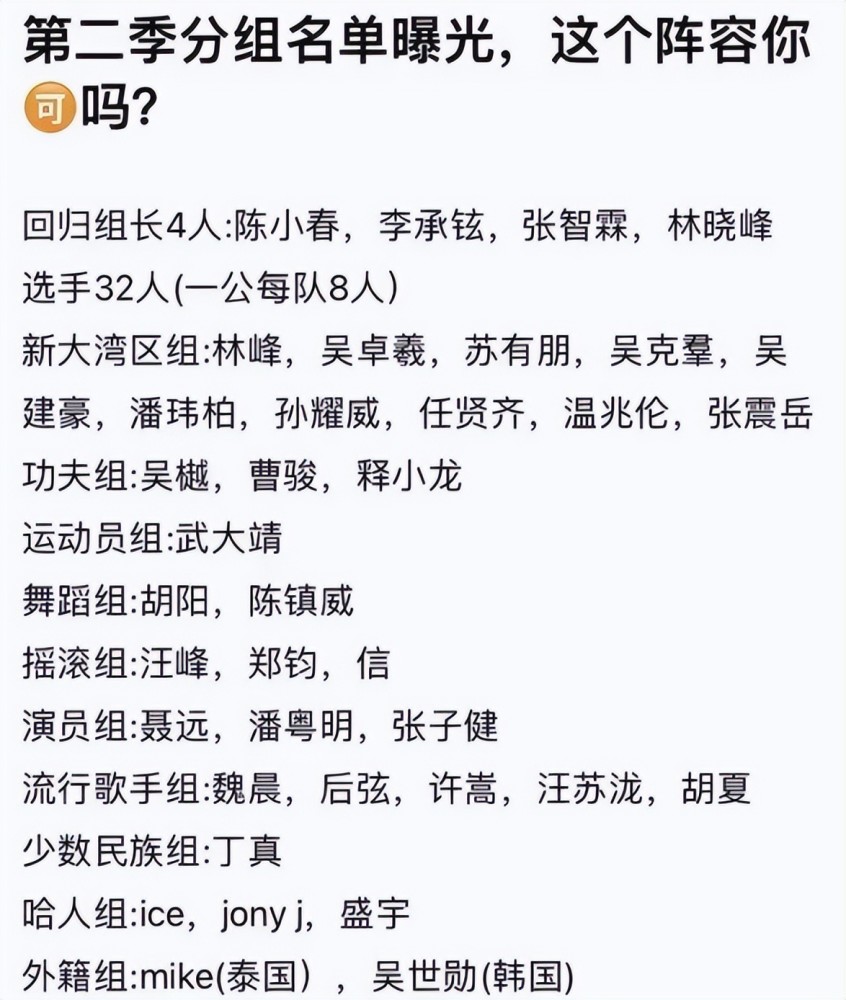 第二季分组名单曝光，这个阵容你
🉑吗？
回归组长4人:陈小春，李承铉，张智霖，林晓峰
选手32人(一公每队8人）
新大湾区组:林峰，吴卓羲，苏有朋，吴克羣，吴
建豪，潘玮柏，孙耀威，任贤齐，温兆伦，张震岳
功夫组:吴樾，曹骏，释小龙
运动员组:武大靖
舞蹈组:胡阳，陈镇威
摇滚组:汪峰，郑钧，信
演员组:聂远，潘粤明，张子健
流行歌手组:魏晨，后弦，许嵩，汪苏泷，胡夏
少数民族组:丁真
哈人组:ice，jony j，盛宇
外籍组:mike(泰国），吴世勋(韩国)